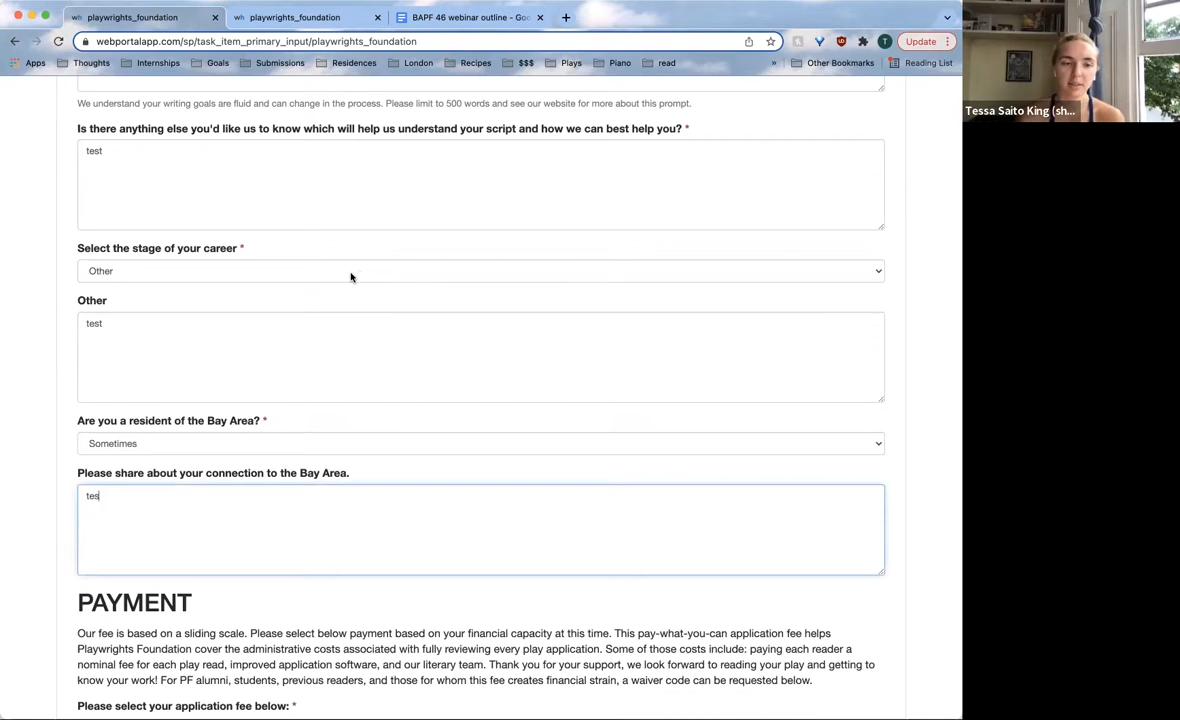 playwrights_foundation
playwrights_foundation
BAPF 46 webinar outline - Goo
webportalapp.com/sp/task_item_primary_input/playwrights_foundation
T
Update
Apps
Thoughts
Internships
Goals
Submissions
Residences
London
Recipes
$$$
Plays
Piano
read
»
Other Bookmarks
Reading List
Tessa Saito King (sh...
We understand your writing goals are fluid and can change in the process. Please limit to 500 words and see our website for more about this prompt.
Is there anything else you'd like us to know which will help us understand your script and how we can best help you? *
test
Select the stage of your career *
Other
Other
test
Are you a resident of the Bay Area? *
Sometimes
Please share about your connection to the Bay Area.
tes
PAYMENT
Our fee is based on a sliding scale. Please select below payment based on your financial capacity at this time. This pay-what-you-can application fee helps
Playwrights Foundation cover the administrative costs associated with fully reviewing every play application. Some of those costs include: paying each reader a
nominal fee for each play read, improved application software, and our literary team. Thank you for your support, we look forward to reading your play and getting to
know your work! For PF alumni, students, previous readers, and those for whom this fee creates financial strain, a waiver code can be requested below.
Please select your application fee below: *